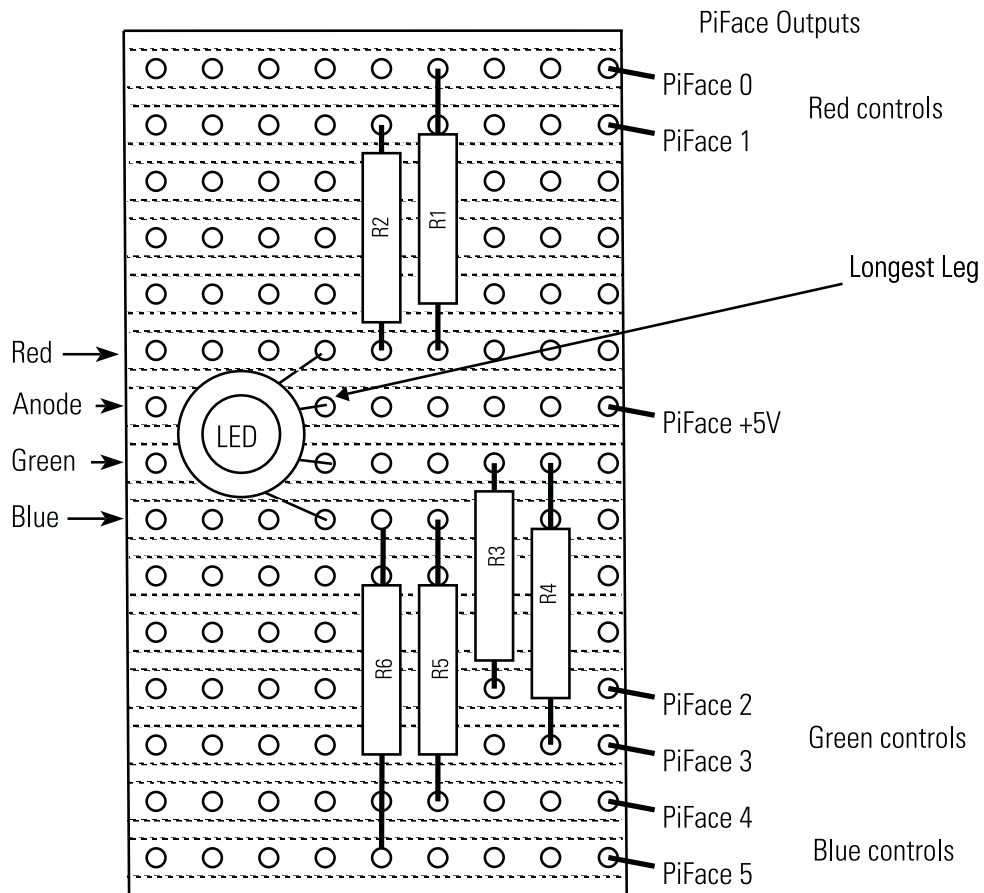 PiFace Outputs
PiFace 0
Red controls
PiFace 1
R2
R1
Longest Leg
Red
Anode
PiFace +5V
LED
Green
Blue
R3
R4
R6
R5
PiFace 2
Green controls
PiFace 3
PiFace 4
Blue controls
PiFace 5